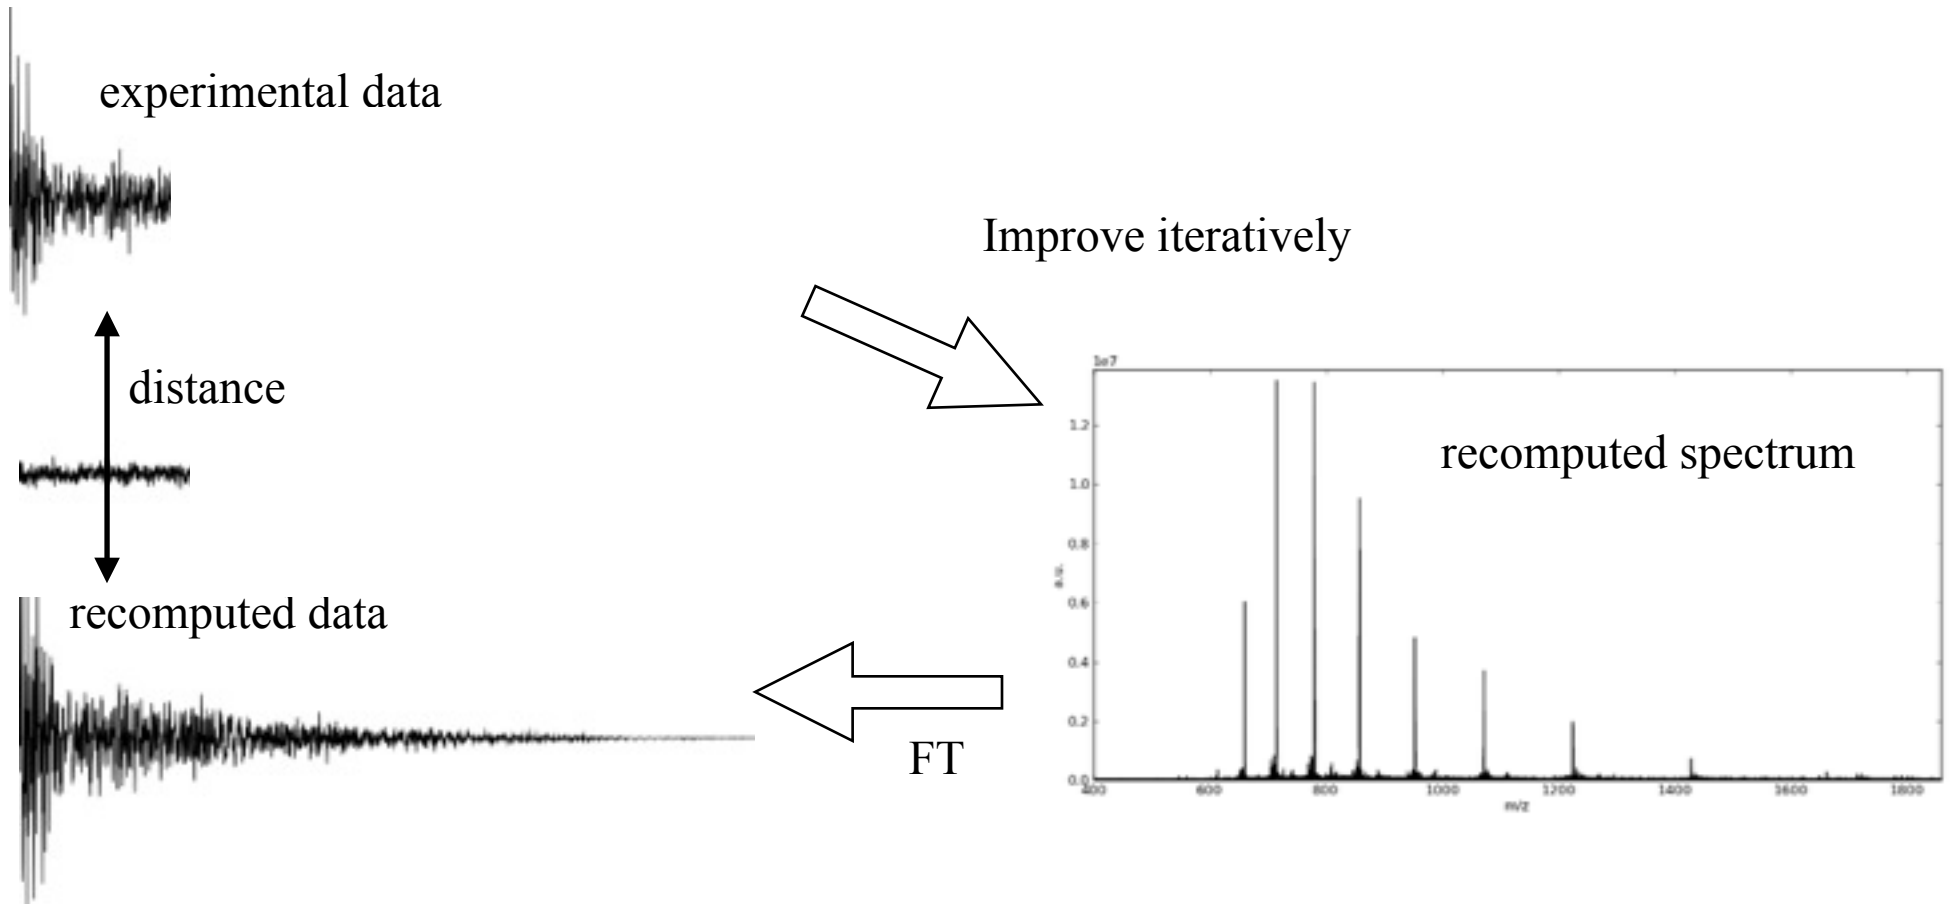 experimental data
Improve iteratively
distance
recomputed data
FT
1e7
recomputed spectrum
1.2
1.0
0.8
0.6
0.4
0.2
0.0
a.u.
400 600 800 1000 1200 1400 1600 1800
m/z